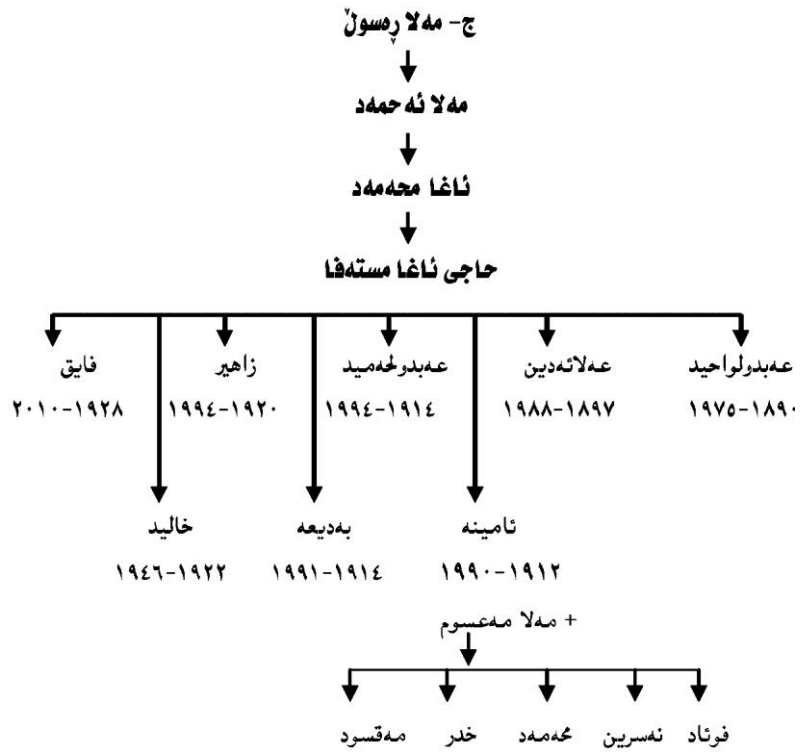 ج- مەلا ڕەسوڵ
مەلا ئەحمەد
ئاغا محەمەد
حاجی ئاغا مستەفا
عەبدولواحید عەلائەدین عەبدولحەمید زاهیر فایق
١٨٩٠-١٩٧٥ ١٨٩٧-١٩٨٨ ١٩١٤-١٩٩٤ ١٩٢٠-١٩٩٤ ١٩٢٨-٢٠١٠
ئامینە بەدیعە خالید
١٩١٢-١٩٩٠ ١٩١٤-١٩٩١ ١٩٢٢-١٩٤٦
+ مەلا مەعسوم
فوئاد نەسرین محەمەد خدر مەقسود